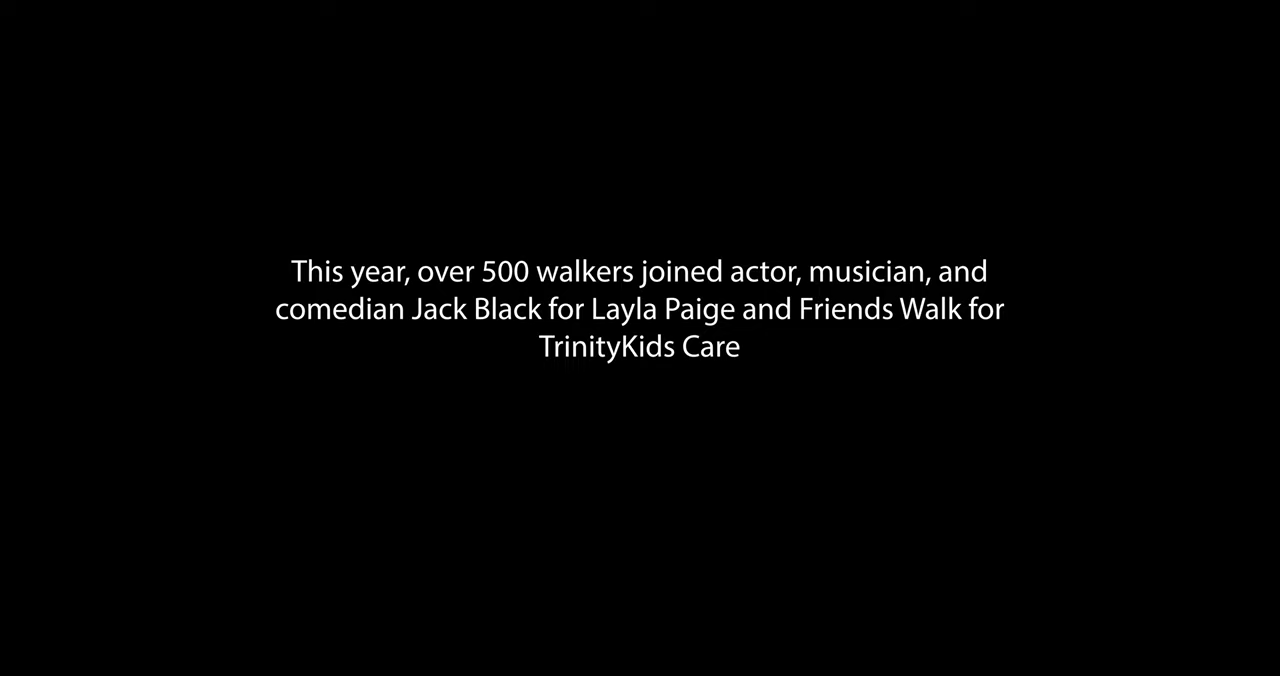 This year, over 500 walkers joined actor, musician, and
comedian Jack Black for Layla Paige and Friends Walk for
TrinityKids Care